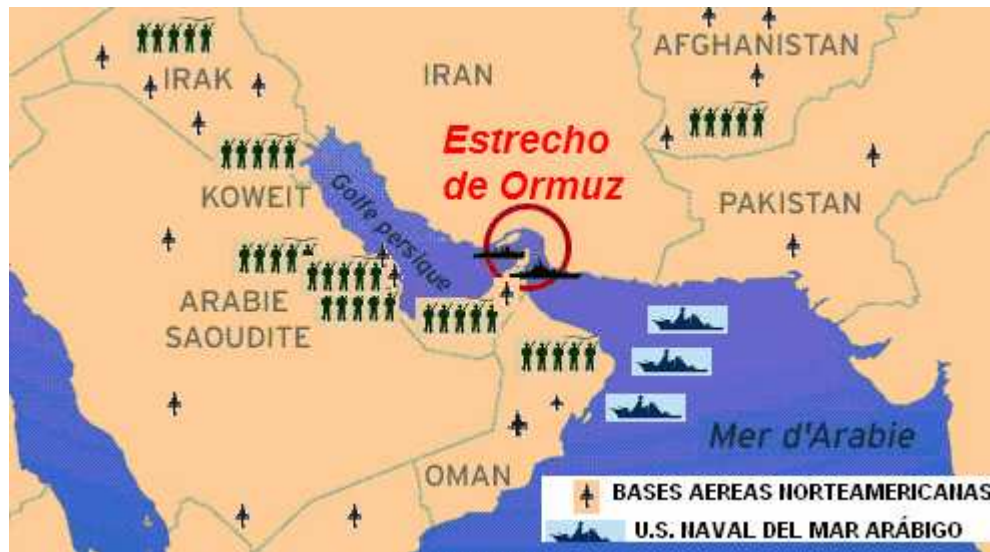 IRAK
IRAN
AFGHANISTAN
Estrecho
de Ormuz
KOWEIT
Golfe persique
PAKISTAN
ARABIE
SAOUDITE
Mer d'Arabie
OMAN
BASES AEREAS NORTEAMERICANAS
U.S. NAVAL DEL MAR ARÁBIGO